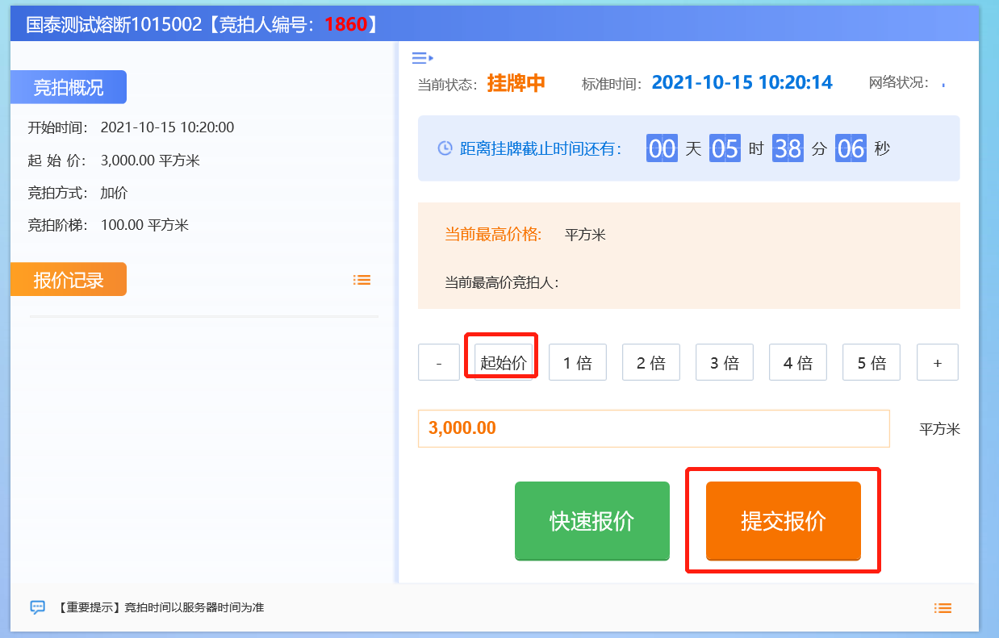 国泰测试熔断1015002【竞拍人编号：1860】
竞拍概况
开始时间： 2021-10-15 10:20:00
起 始 价： 3,000.00 平方米
竞拍方式： 加价
竞拍阶梯： 100.00 平方米
报价记录
当前状态： 挂牌中 标准时间： 2021-10-15 10:20:14 网络状况：
距离挂牌截止时间还有： 00 天 05 时 38 分 06 秒
当前最高价格: 平方米
当前最高价竞拍人：
- 起始价 1 倍 2 倍 3 倍 4 倍 5 倍 +
3,000.00 平方米
快速报价 提交报价
【重要提示】竞拍时间以服务器时间为准